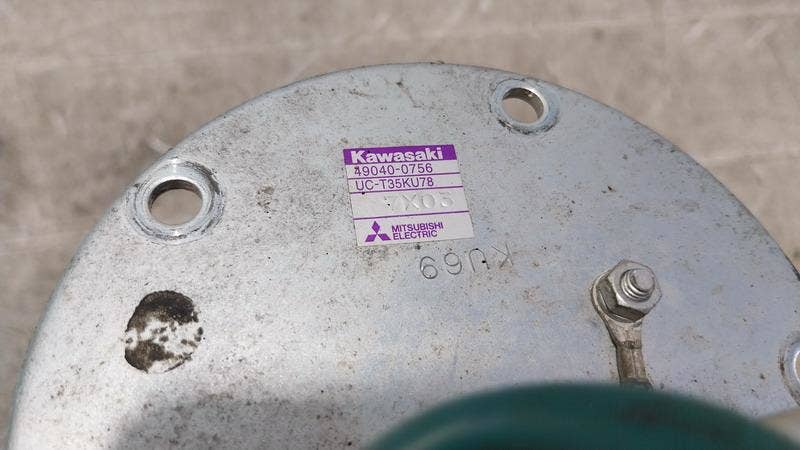 Kawasaki
49040-0756
UC-T35KU78
MITSUBISHI
ELECTRIC
KU69